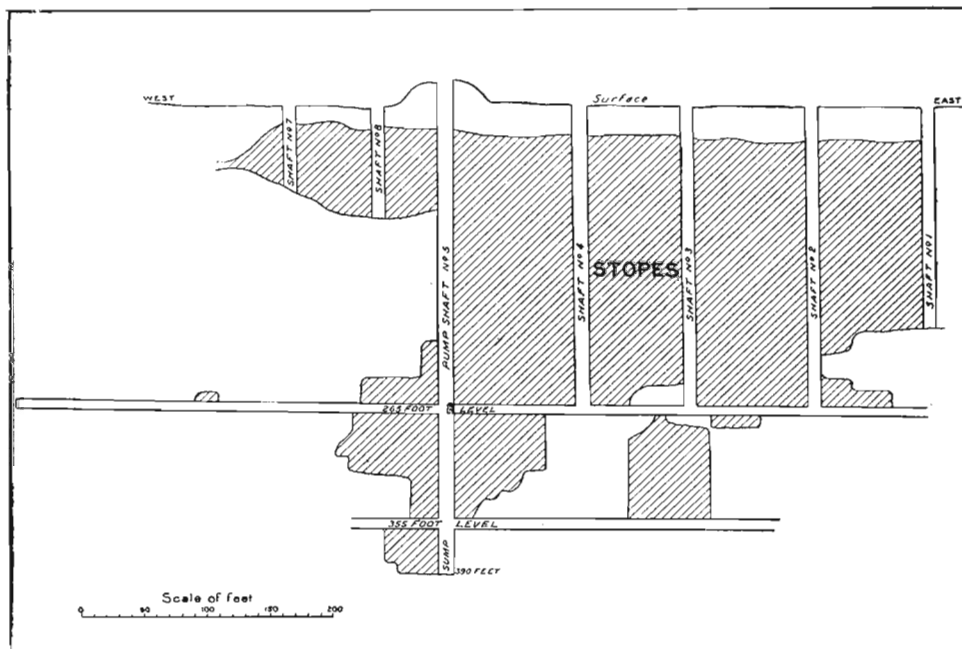 WEST
Surface
EAST
SHAFT No 7
SHAFT No 8
PUMP SHAFT No 5
SHAFT No 4
STOPES
SHAFT No 3
SHAFT No 2
SHAFT No 1
265 FOOT LEVEL
355 FOOT LEVEL
SUMP
390 FEET
Scale of feet
0 50 100 150 200